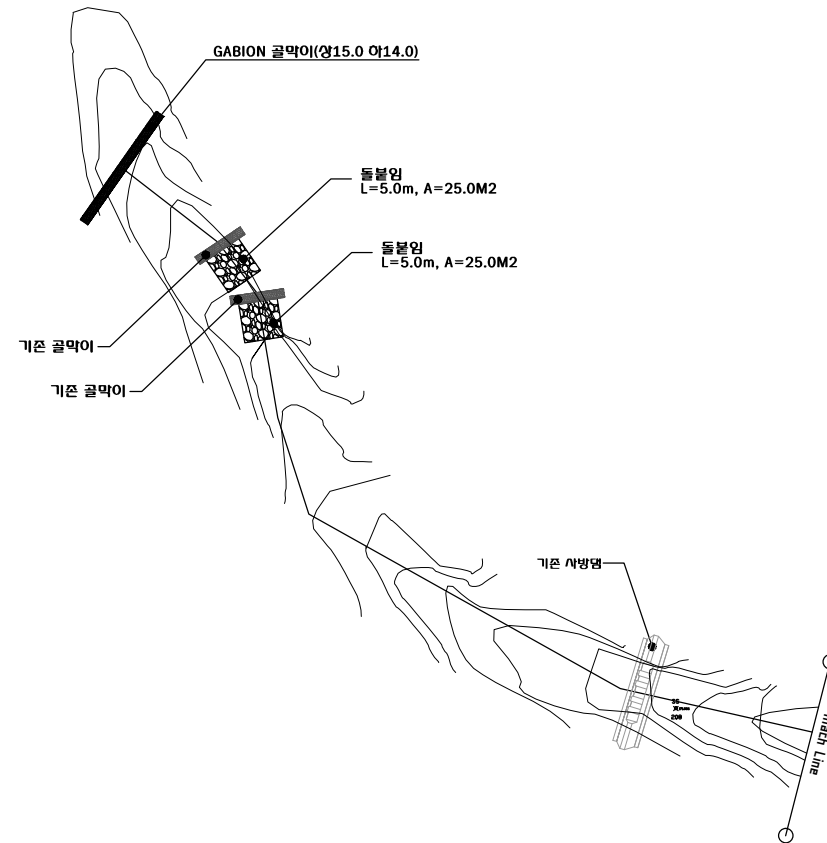 GABION 골막이(상15.0 하14.0)
돌붙임
L=5.0m, A=25.0M2
돌붙임
L=5.0m, A=25.0M2
기존 골막이
기존 골막이
기존 사방댐
208
Mach Line